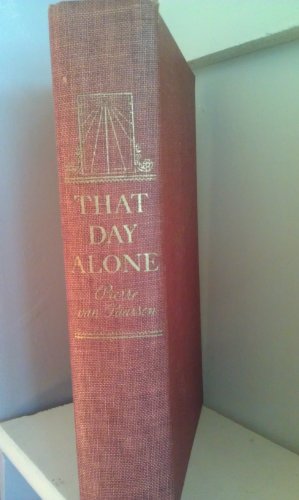 THAT
DAY
ALONE
Pierre
van Paassen